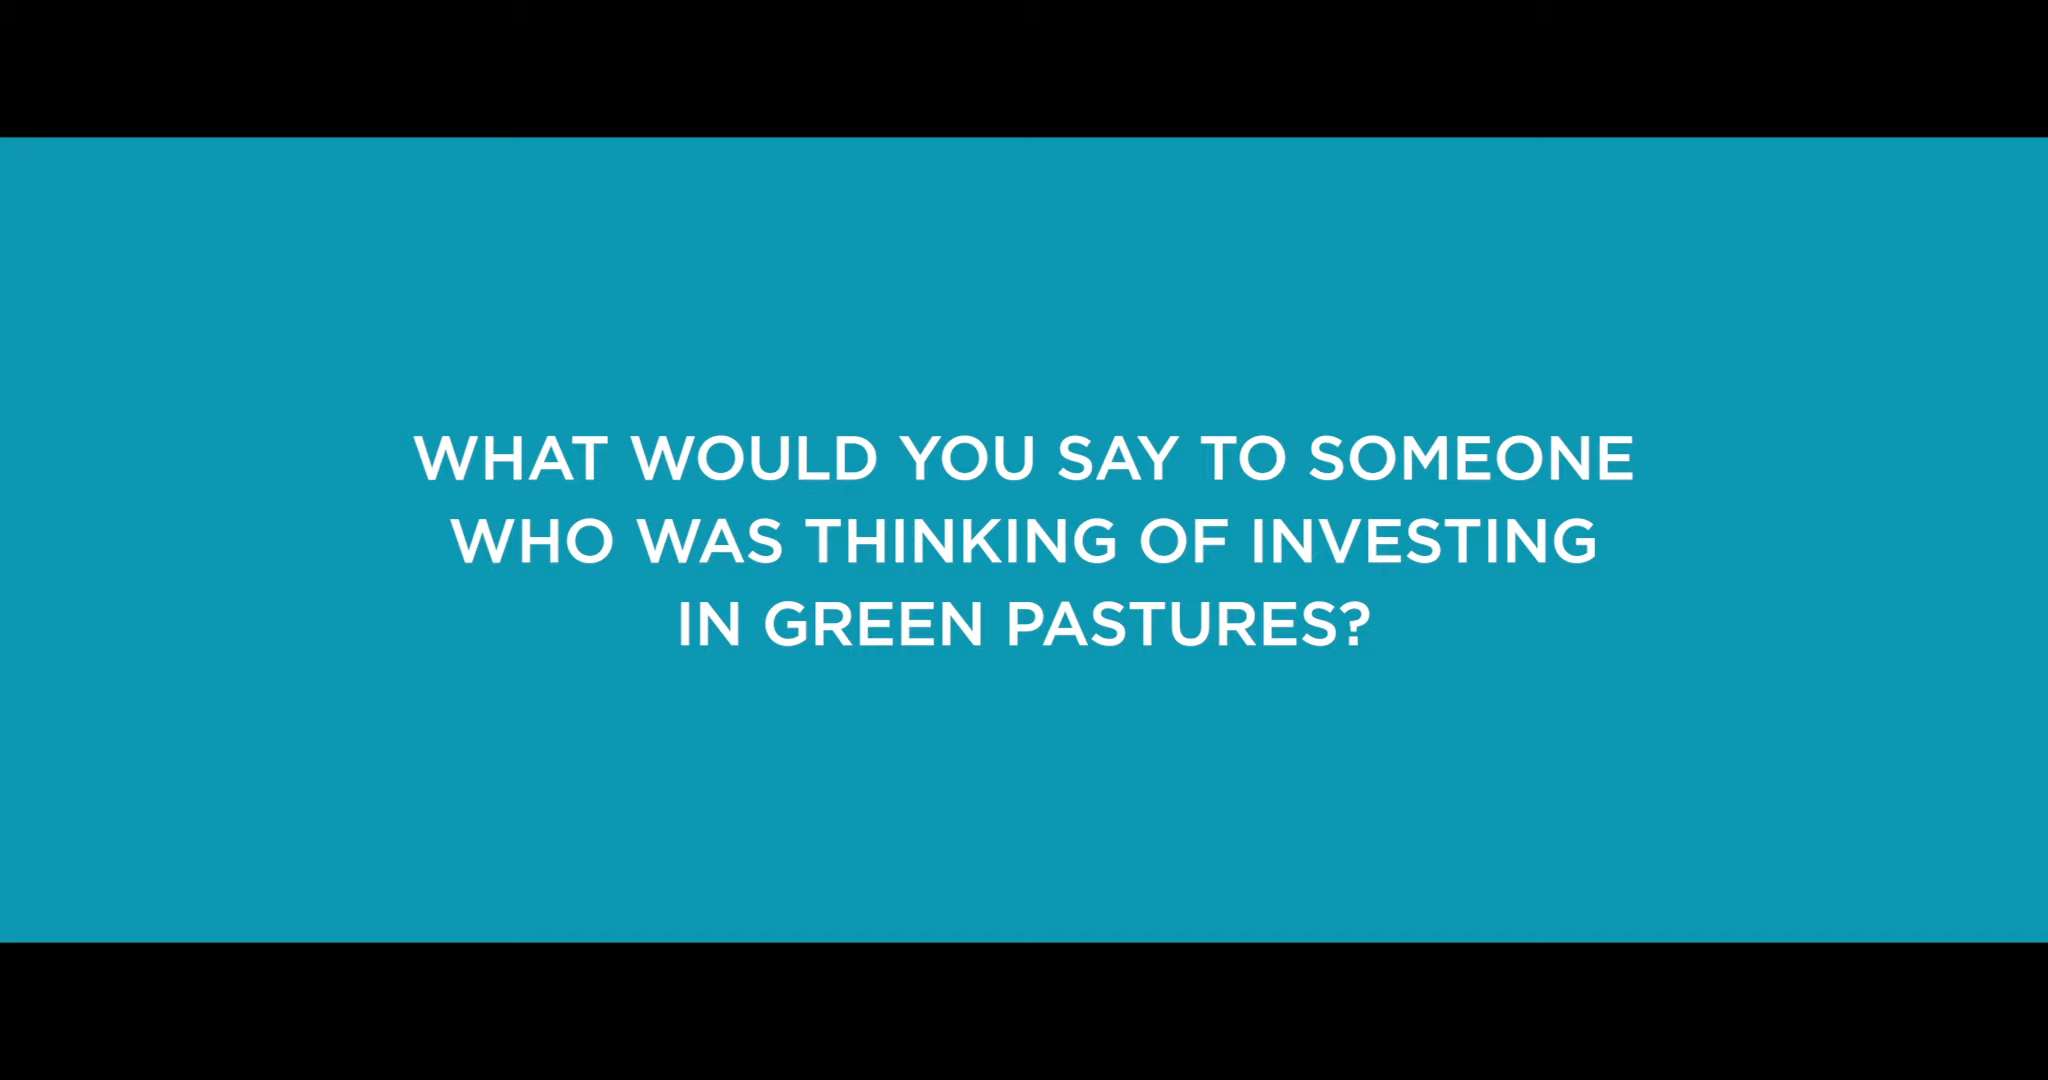 WHAT WOULD YOU SAY TO SOMEONE
WHO WAS THINKING OF INVESTING
IN GREEN PASTURES?